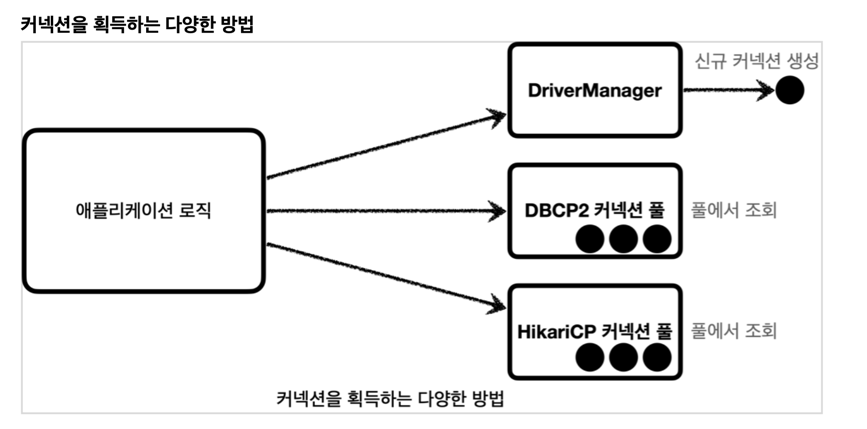 커넥션을 획득하는 다양한 방법
신규 커넥션 생성
DriverManager
애플리케이션 로직
DBCP2 커넥션 풀
풀에서 조회
HikariCP 커넥션 풀
풀에서 조회
커넥션을 획득하는 다양한 방법